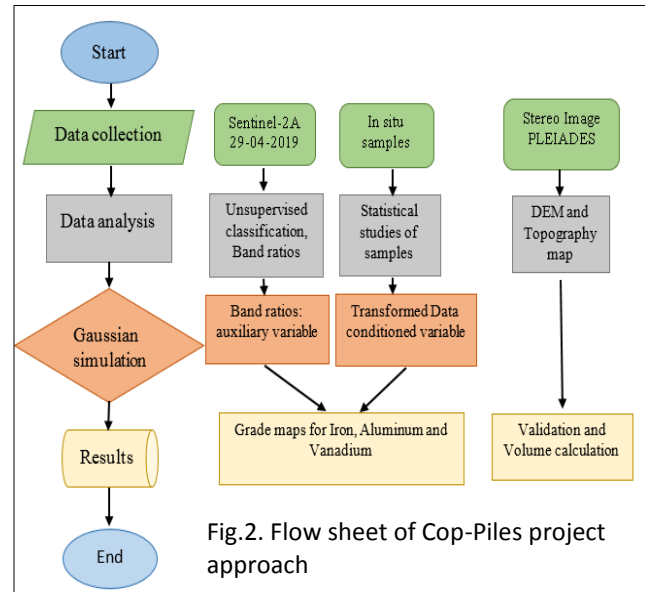 Start
Data collection
Data analysis
Gaussian
simulation
Results
End
Sentinel-2A
29-04-2019
Unsupervised
classification,
Band ratios
Band ratios:
auxiliary variable
In situ
samples
Statistical
studies of
samples
Transformed Data
conditioned variable
Grade maps for Iron, Aluminum and
Vanadium
Stereo Image
PLEIADES
DEM and
Topography
map
Validation and
Volume calculation
Fig.2. Flow sheet of Cop-Piles project
approach